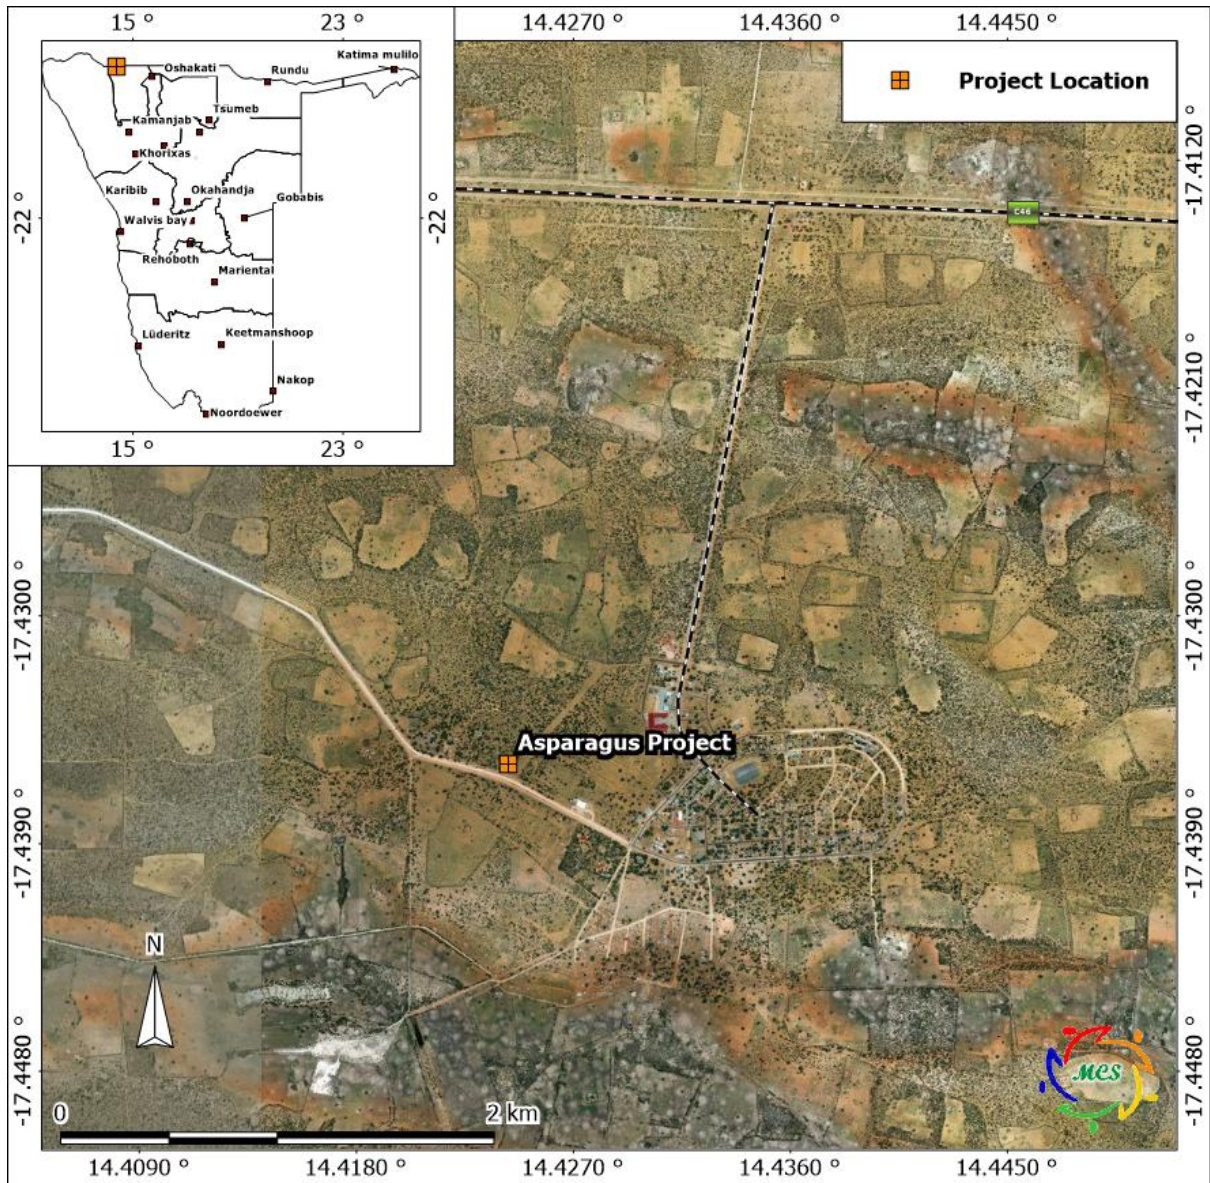 15 °
23 °
14.4270 °
14.4360 °
14.4450 °
Katima mulilo
Oshakati
Rundu
Project Location
Tsumeb
Kamanjab
-17.4120 °
Khorixas
Karibib
Okahandja
Gobabis
-22 °
-22 °
Walvis bay
C46
Rehoboth
Mariental
Lüderitz
Keetmanshoop
Nakop
-17.4210 °
Noordoewer
15 °
23 °
-17.4300 °
-17.4300 °
Asparagus Project
-17.4390 °
-17.4390 °
N
-17.4480 °
-17.4480 °
MCS
0
2 km
14.4090 °
14.4180 °
14.4270 °
14.4360 °
14.4450 °